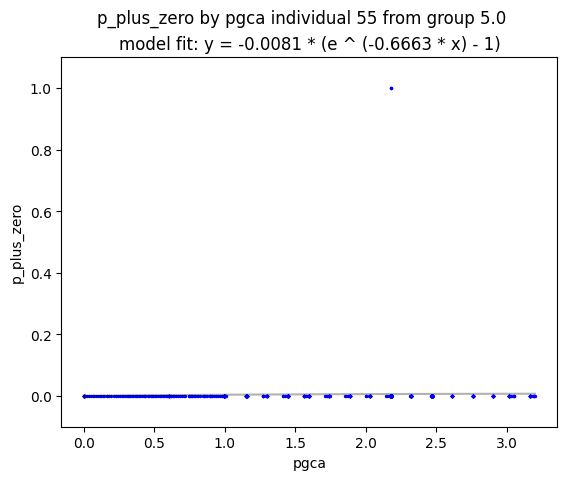 p_plus_zero by pgca individual 55 from group 5.0
model fit: y = -0.0081 * (e ^ (-0.6663 * x) - 1)
1.0
0.8
0.6
0.4
0.2
0.0
p_plus_zero
0.0 0.5 1.0 1.5 2.0 2.5 3.0
pgca